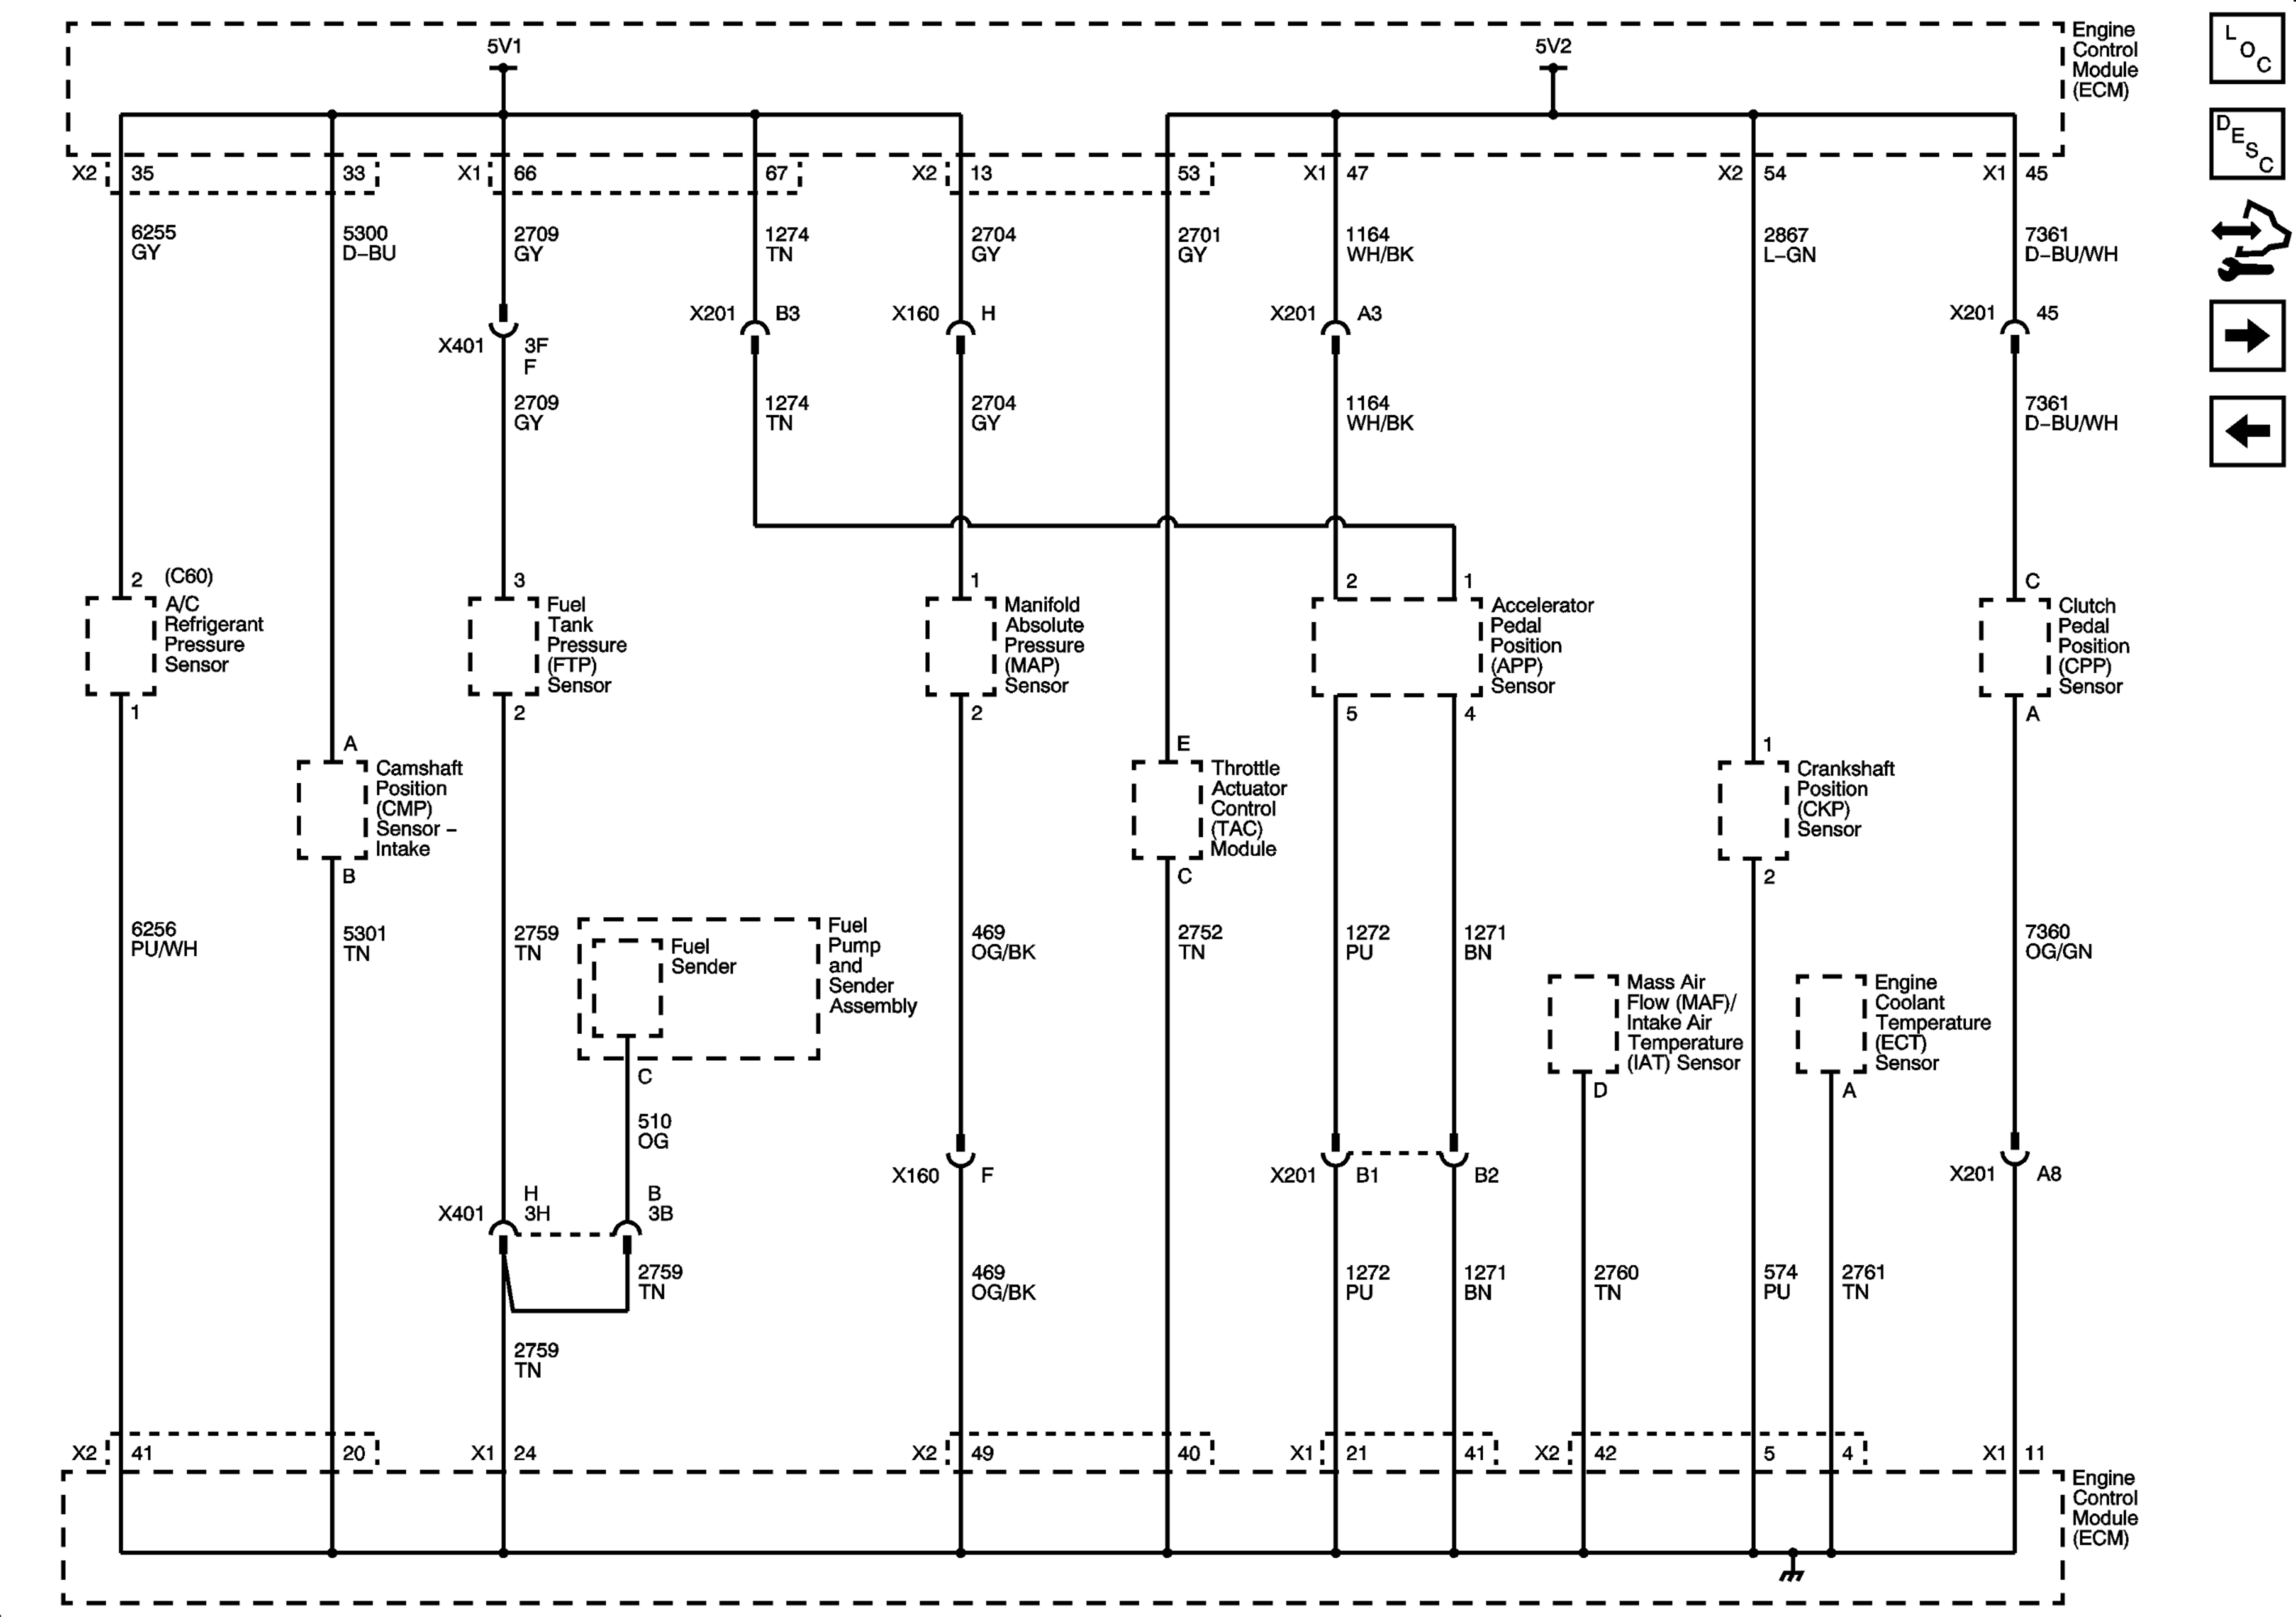 5V1
5V2
Engine
Control
Module
(ECM)
L
O
C
D
E
S
C
X2 35
33
X1 66
67
X2 13
53
X1 47
X2 54
X1 45
6255
GY
5300
D-BU
2709
GY
1274
TN
2704
GY
2701
GY
1164
WH/BK
2867
L-GN
7361
D-BU/WH
X401 3F
F
X201 B3
X160 H
X201 A3
X201 45
2709
GY
1274
TN
2704
GY
1164
WH/BK
7361
D-BU/WH
2 (C60)
A/C
Refrigerant
Pressure
Sensor
1
3
Fuel
Tank
Pressure
(FTP)
Sensor
2
1
Manifold
Absolute
Pressure
(MAP)
Sensor
2
2
1
Accelerator
Pedal
Position
(APP)
Sensor
5
4
C
Clutch
Pedal
Position
(CPP)
Sensor
A
A
Camshaft
Position
(CMP)
Sensor –
Intake
B
E
Throttle
Actuator
Control
(TAC)
Module
C
1
Crankshaft
Position
(CKP)
Sensor
2
6256
PU/WH
5301
TN
2759
TN
Fuel
Sender
Fuel
Pump
and
Sender
Assembly
C
510
OG
469
OG/BK
2752
TN
1272
PU
1271
BN
Mass Air
Flow (MAF)/
Intake Air
Temperature
(IAT) Sensor
D
Engine
Coolant
Temperature
(ECT)
Sensor
A
7360
OG/GN
X401 H
3H
B
3B
X160 F
X201 B1
B2
X201 A8
2759
TN
2759
TN
469
OG/BK
1272
PU
1271
BN
2760
TN
574
PU
2761
TN
X2 41
20
X1 24
X2 49
40
X1 21
41
X2 42
5
4
X1 11
Engine
Control
Module
(ECM)